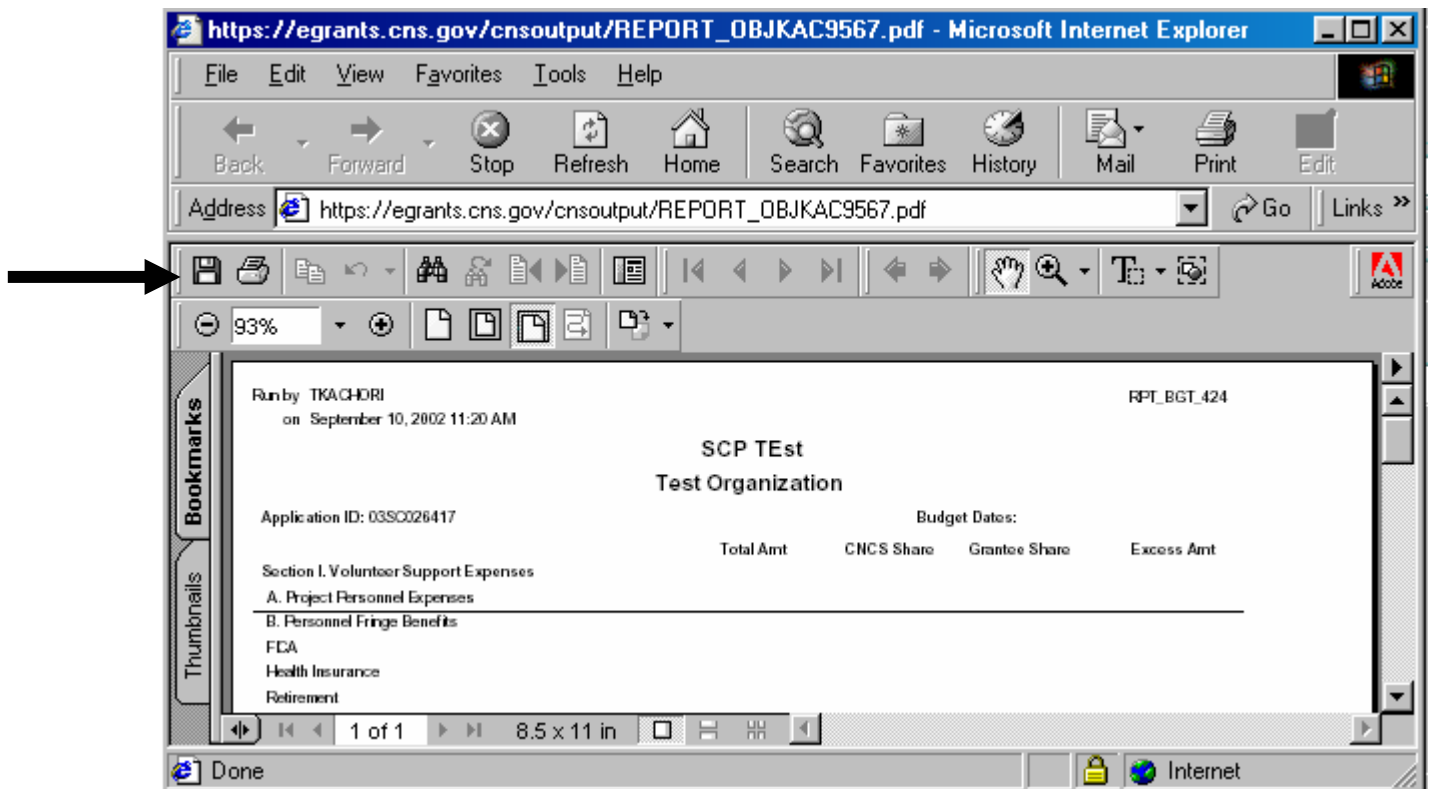 https://egrants.cns.gov/cnsoutput/REPORT_OBJKAC9567.pdf - Microsoft Internet Explorer
File Edit View Favorites Tools Help
Back Forward Stop Refresh Home Search Favorites History Mail Print Edit
Address https://egrants.cns.gov/cnsoutput/REPORT_OBJKAC9567.pdf Go Links »
Adobe
93%
Bookmarks
Thumbnails
Run by TKACHORI RPT_BGT_424
on September 10, 2002 11:20 AM
SCP TEst
Test Organization
Application ID: 03SC026417 Budget Dates:
Total Amt CNCS Share Grantee Share Excess Amt
Section I. Volunteer Support Expenses
A. Project Personnel Expenses
B. Personnel Fringe Benefits
FICA
Health Insurance
Retirement
1 of 1 8.5 x 11 in
Done Internet